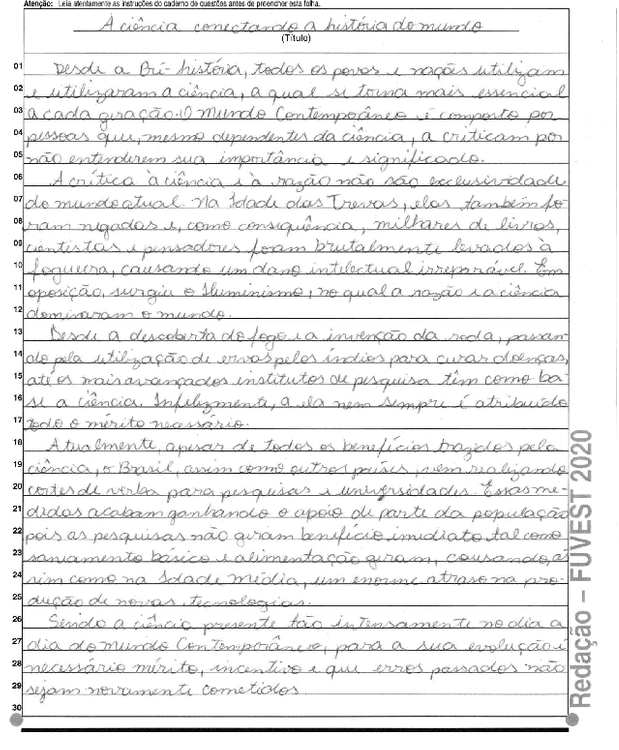 Atenção: Leia atentamente as instruções do caderno de questões antes de preencher esta folha.
A ciência conectando a história do mundo
(Título)
01 Desde a Pré-história, todos os povos e nações utilizam
02 e utilizaram a ciência, a qual se torna mais essencial
03 a cada geração. O mundo Contemporâneo é composto por
04 pessoas que, mesmo dependentes da ciência, a criticam por
05 não entenderem sua importância e significado.
06 A crítica à ciência e à razão não são exclusividade
07 do mundo atual. Na Idade das Trevas, elas também fo-
08 ram negadas e, como consequência, milhares de livros,
09 cientistas e pensadores foram brutalmente levados à
10 fogueira, causando um dano intelectual irreparável. Em
11 oposição, surgiu o Iluminismo, no qual a razão e a ciência
12 dominaram o mundo.
13 Desde a descoberta do fogo e a invenção da roda, passan-
14 do pela utilização de ervas pelos índios para curar doenças,
15 até os mais avançados institutos de pesquisa têm como ba-
16 se a ciência. Infelizmente, a ela nem sempre é atribuído
17 todo o mérito necessário.
18 Atualmente, apesar de todos os benefícios trazidos pela
19 ciência, o Brasil, assim como outros países, vem realizando
20 cortes de verba para pesquisas e universidades. Essas me-
21 didas acabam ganhando o apoio de parte da população
22 pois as pesquisas não geram benefício imediato tal como
23 saneamento básico e alimentação geram, causando, as-
24 sim como na Idade média, um enorme atraso na pro-
25 dução de novas tecnologias.
26 Sendo a ciência presente tão intensamente no dia a
27 dia do mundo Contemporâneo, para a sua evolução é
28 necessário mérito, incentivo e que erros passados não
29 sejam novamente cometidos
30
Redação – FUVEST 2020